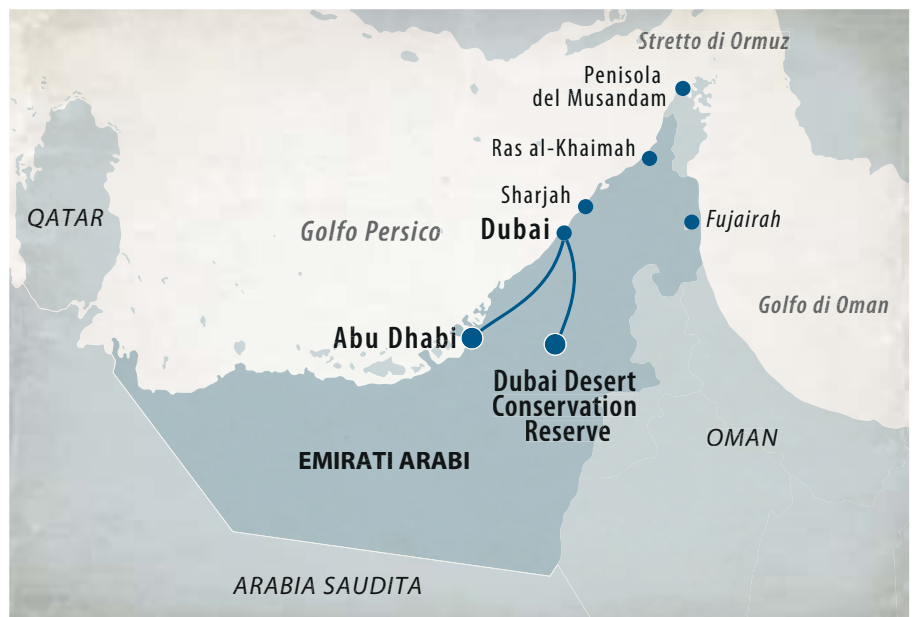 Stretto di Ormuz
Penisola
del Musandam
Ras al-Khaimah
Sharjah
QATAR
Golfo Persico
Dubai
Fujairah
Golfo di Oman
Abu Dhabi
Dubai Desert
Conservation
Reserve
OMAN
EMIRATI ARABI
ARABIA SAUDITA